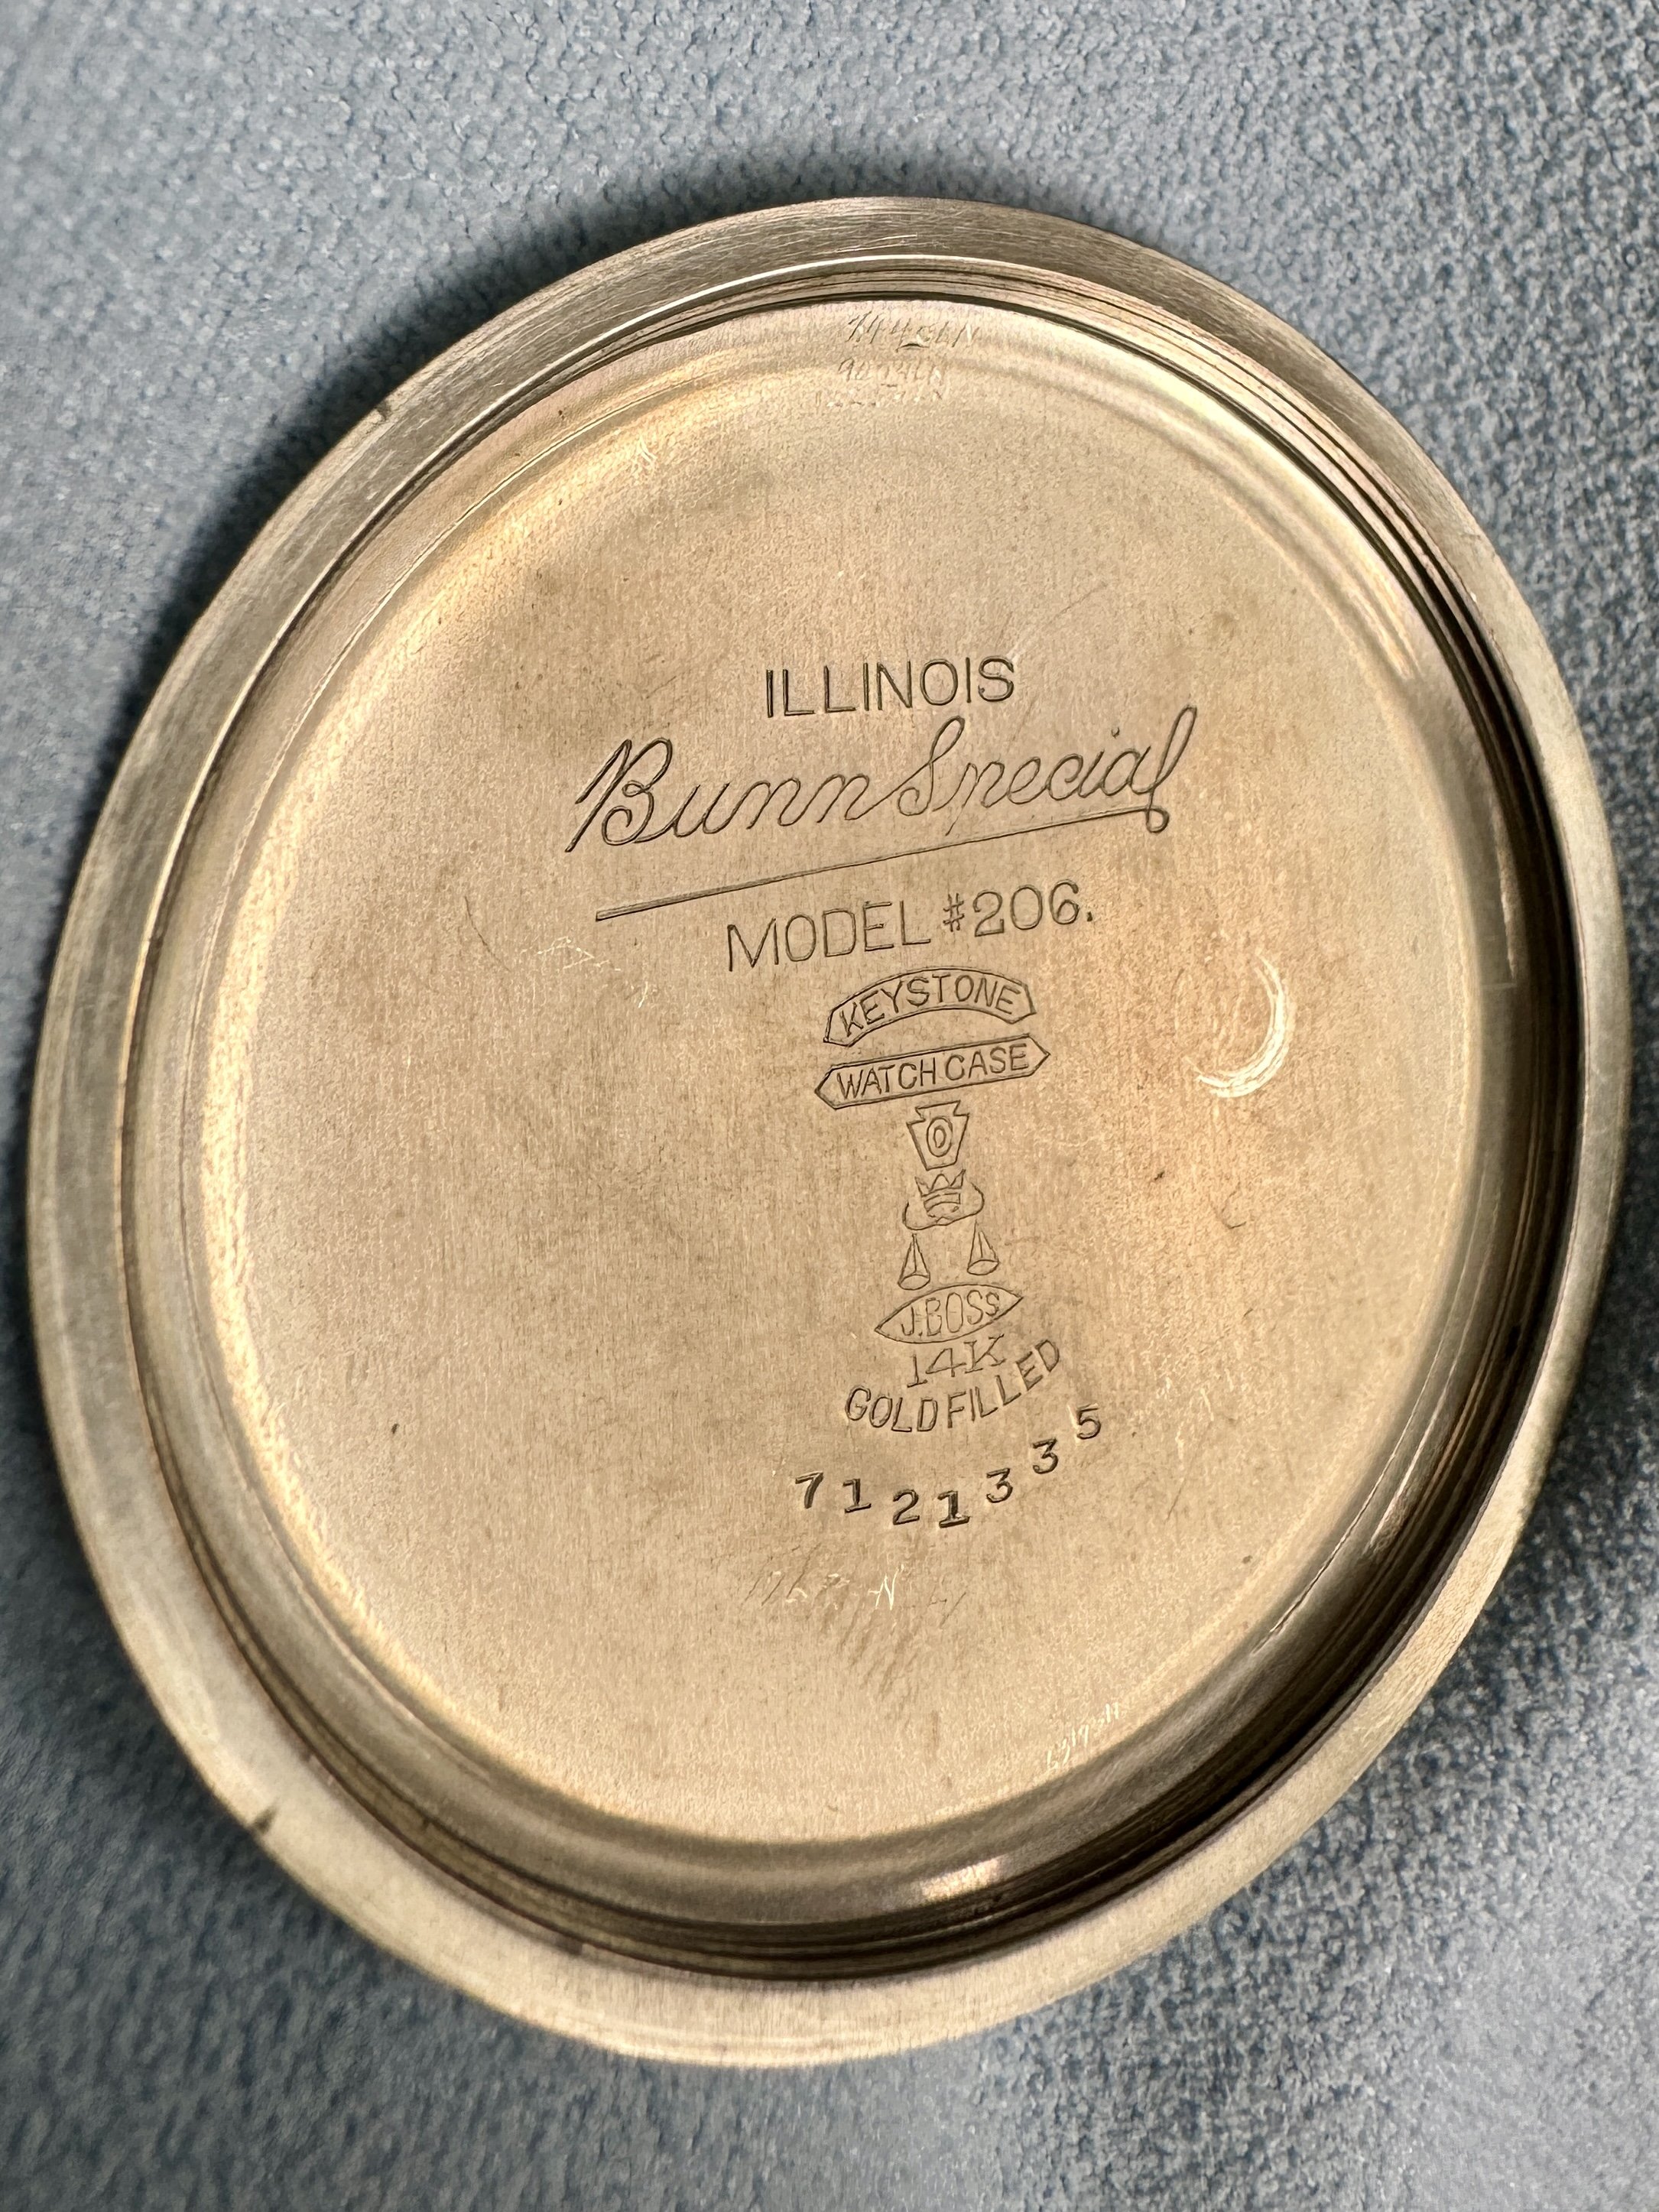 ILLINOIS
Bunn Special
MODEL #206.
KEYSTONE
WATCH CASE
J.BOSS
14K
GOLD FILLED
7121335